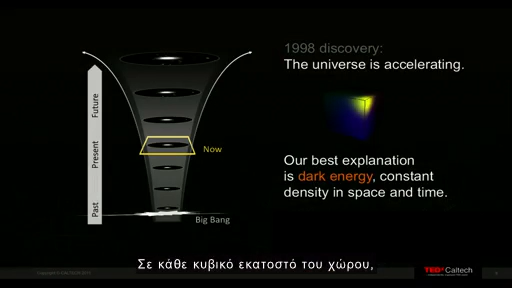 1998 discovery:
The universe is accelerating.
Future
Present
Past
Now
Big Bang
Our best explanation
is dark energy, constant
density in space and time.
Σε κάθε κυβικό εκατοστό του χώρου,
TEDxCaltech